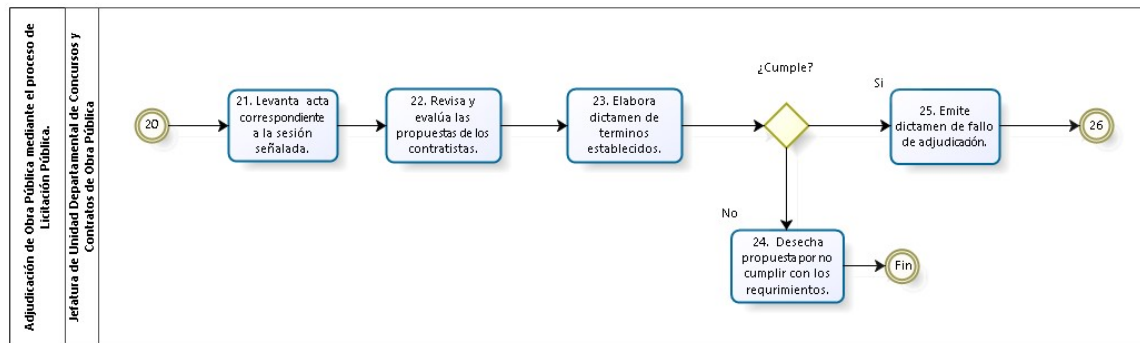 Adjudicación de Obra Pública mediante el proceso de
Licitación Pública.
Jefatura de Unidad Departamental de Concursos y
Contratos de Obra Pública
20
21. Levanta acta
correspondiente
a la sesión
señalada.
22. Revisa y
evalúa las
propuestas de los
contratistas.
23. Elabora
dictamen de
terminos
establecidos.
¿Cumple?
Si
25. Emite
dictamen de fallo
de adjudicación.
26
No
24. Desecha
propuesta por no
cumplir con los
requrimientos.
Fin